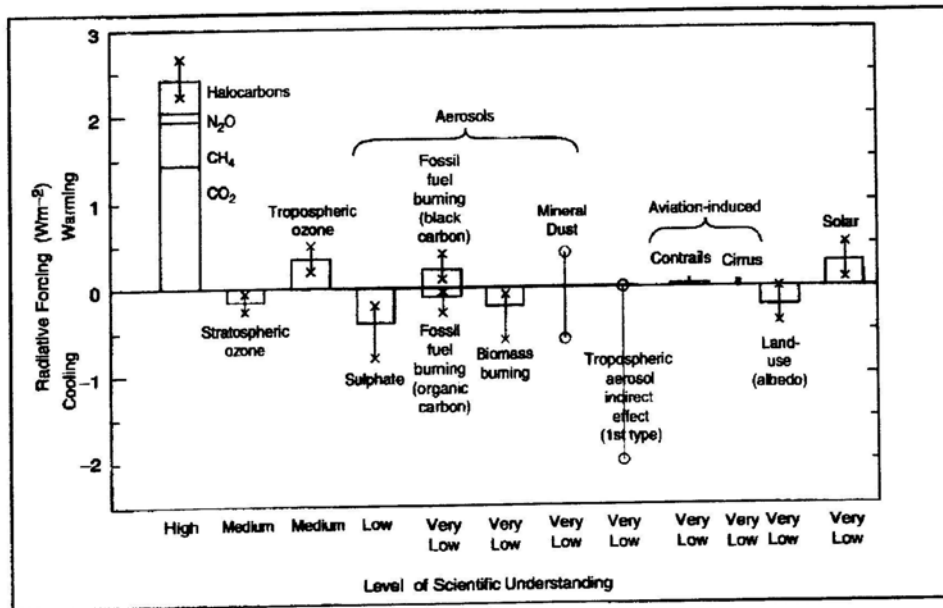 3
2
1
0
−1
−2
Radiative Forcing (Wm−2)
Cooling Warming
Halocarbons
N2O
CH4
CO2
Stratospheric
ozone
Tropospheric
ozone
Aerosols
Sulphate
Fossil
fuel
burning
(black
carbon)
Fossil
fuel
burning
(organic
carbon)
Biomass
burning
Mineral
Dust
Tropospheric
aerosol
indirect
effect
(1st type)
Aviation-induced
Contrails Cirrus
Land-
use
(albedo)
Solar
High Medium Medium Low Very Very Very Very Very Very Very Very
Low Low Low Low Low Low Low Low
Level of Scientific Understanding